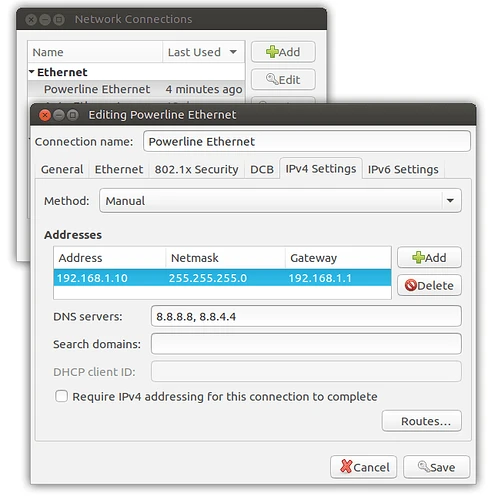 Network Connections
Name Last Used
Add
Ethernet
Edit
Powerline Ethernet 4 minutes ago
Editing Powerline Ethernet
Connection name: Powerline Ethernet
General Ethernet 802.1x Security DCB IPv4 Settings IPv6 Settings
Method: Manual
Addresses
Address Netmask Gateway
Add
192.168.1.10 255.255.255.0 192.168.1.1
Delete
DNS servers: 8.8.8.8, 8.8.4.4
Search domains:
DHCP client ID:
Require IPv4 addressing for this connection to complete
Routes...
Cancel Save